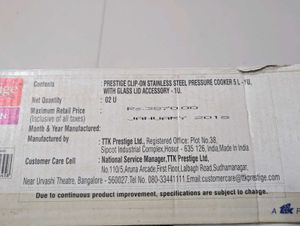 Contents : PRESTIGE CLIP-ON STAINLESS STEEL PRESSURE COOKER 5 L - 1U,
WITH GLASS LID ACCESSORY - 1U.
Net Quantity : 02 U
Maximum Retail Price : Rs.3870.00
(Inclusive of all taxes)
JANUARY 2016
Month & Year Manufactured:
Manufactured by : TTK Prestige Ltd., Registered Office: Plot No.38,
Sipcot Industrial Complex, Hosur - 635 126, India, Made in India
Customer Care Cell : National Service Manager, TTK Prestige Ltd.,
No.110/5, Aruna Arcade, First Floor, Lalbagh Road, Sudhamanagar,
Near Urvashi Theatre, Bangalore - 560027. Tel No. 080-33441111. Email: customercare@ttkprestige.com
Due to continuous product improvement, specifications are subject to change.